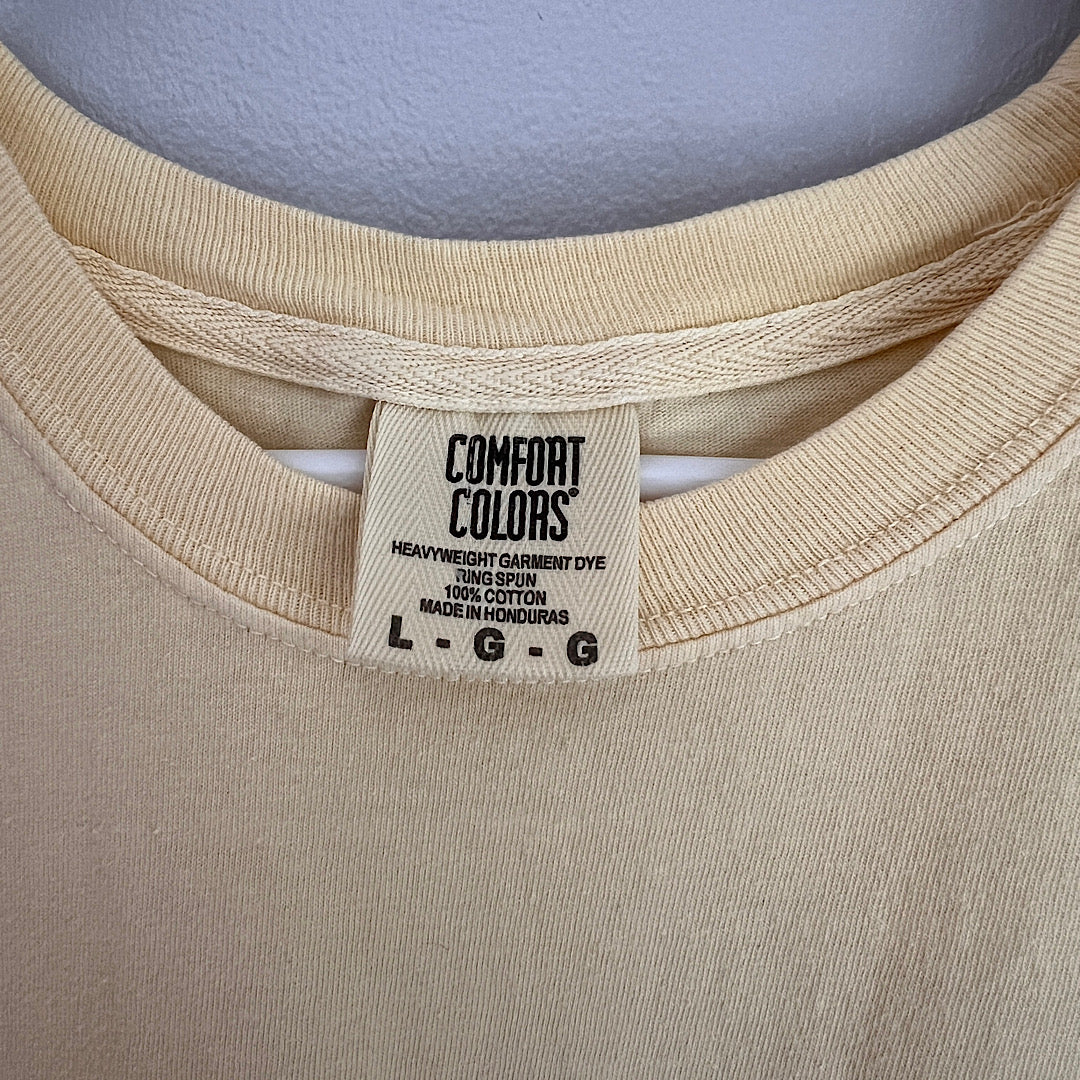 COMFORT
COLORS®
HEAVYWEIGHT GARMENT DYE
RING SPUN
100% COTTON
MADE IN HONDURAS
L - G - G